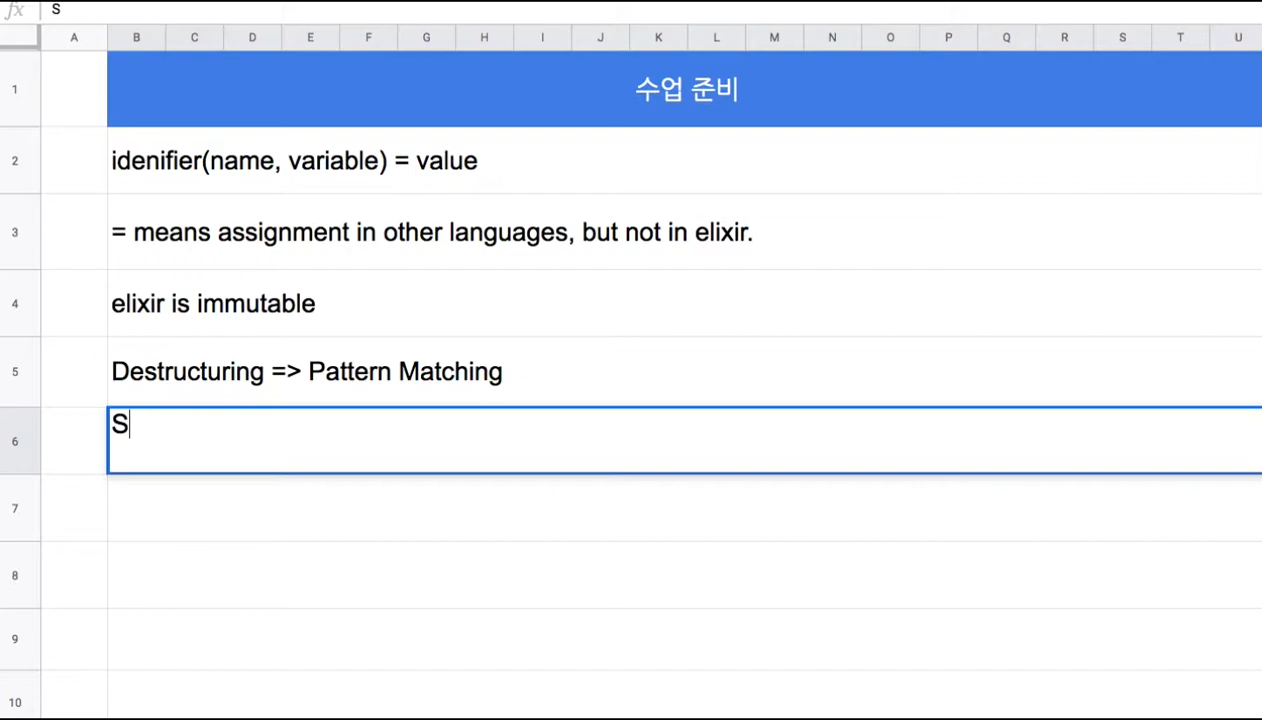 fx S
A B C D E F G H I J K L M N O P Q R S T U
1 수업 준비
2 idenifier(name, variable) = value
3 = means assignment in other languages, but not in elixir.
4 elixir is immutable
5 Destructuring => Pattern Matching
6 S
7
8
9
10